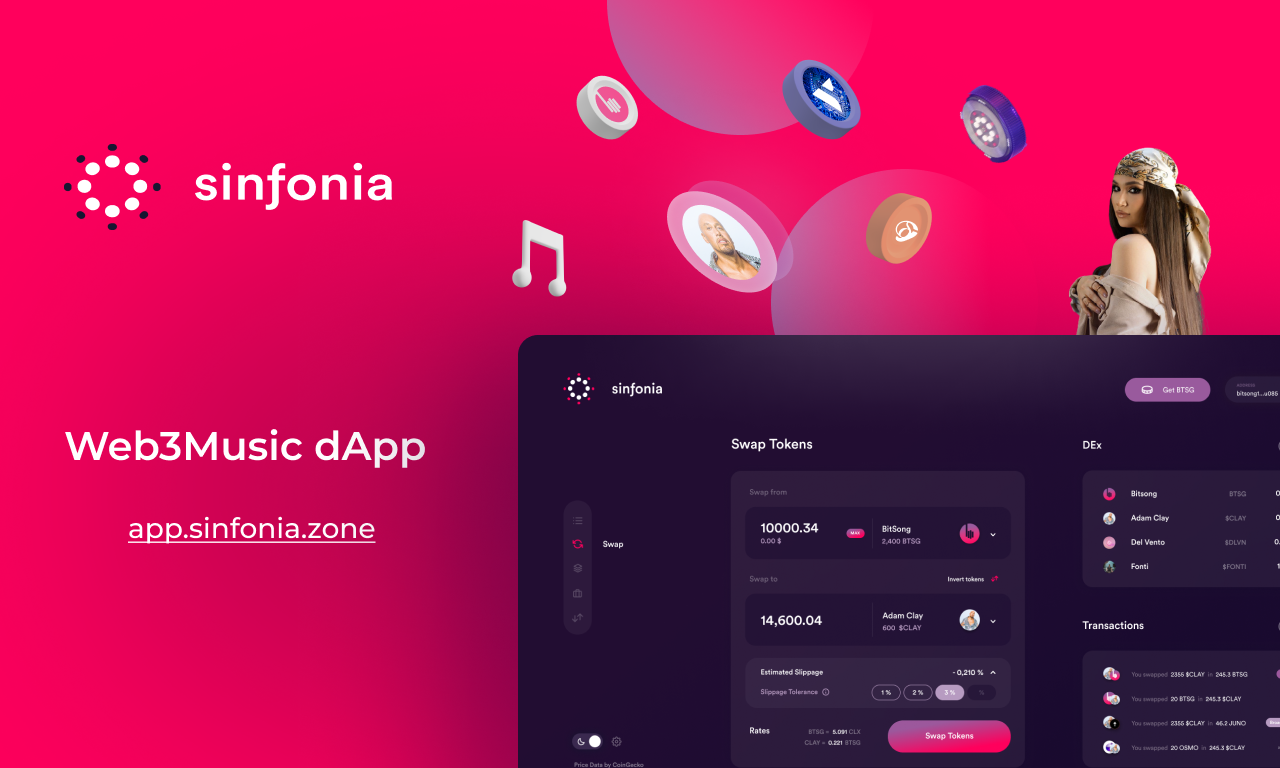 sinfonia
Web3Music dApp
app.sinfonia.zone
sinfonia
Get BTSG
ADDRESS
bitsong1...u085
Swap Tokens
Swap from
10000.34
0.00 $
MAX
BitSong
2,400 BTSG
Swap to
Invert tokens
14,600.04
Adam Clay
600 $CLAY
Estimated Slippage
- 0,210 %
Slippage Tolerance
1 %
2 %
3 %
%
Rates
BTSG = 5.091 CLX
CLAY = 0.221 BTSG
Swap Tokens
Swap
Price Data by CoinGecko
DEx
Bitsong BTSG
Adam Clay $CLAY
Del Vento $DLVN
Fonti $FONTI
Transactions
You swapped 2355 $CLAY in 245.3 BTSG
You swapped 20 BTSG in 245.3 $CLAY
You swapped 2355 $CLAY in 46.2 JUNO
You swapped 20 OSMO in 245.3 $CLAY